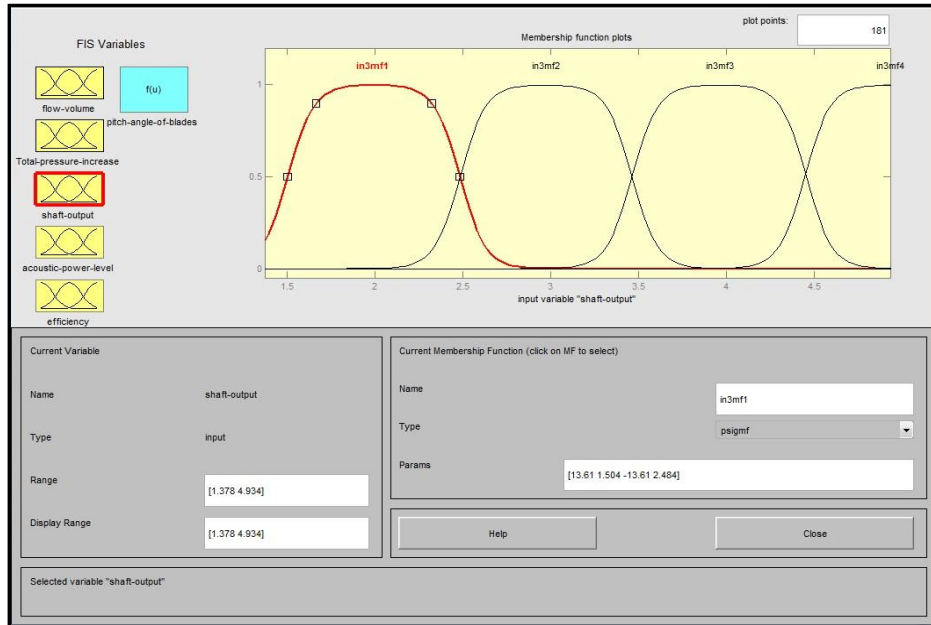 plot points:
181
FIS Variables
Membership function plots
flow-volume
f(u)
pitch-angle-of-blades
Total-pressure-increase
shaft-output
acoustic-power-level
efficiency
in3mf1
in3mf2
in3mf3
in3mf4
1
0.5
0
1.5
2
2.5
3
3.5
4
4.5
input variable "shaft-output"
Current Variable
Name
shaft-output
Type
input
Range
[1.378 4.934]
Display Range
[1.378 4.934]
Current Membership Function (click on MF to select)
Name
in3mf1
Type
psigmf
Params
[13.61 1.504 -13.61 2.484]
Help
Close
Selected variable "shaft-output"